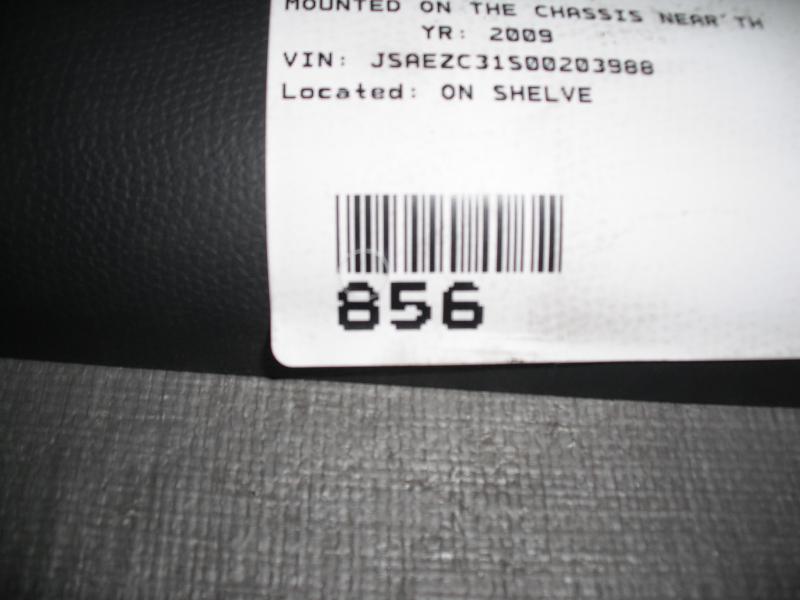 MOUNTED ON THE CHASSIS NEAR TH
YR: 2009
VIN: JSAEZC31S00203988
Located: ON SHELVE
856